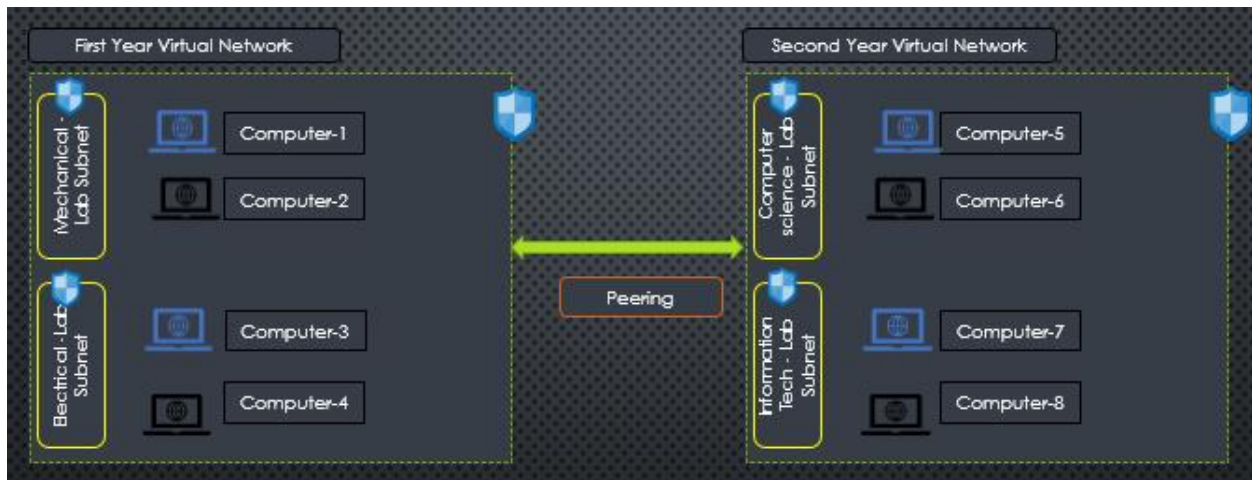 First Year Virtual Network
Mechanical -
Lab Subnet
Computer-1
Computer-2
Electrical -Lab
Subnet
Computer-3
Computer-4
Peering
Second Year Virtual Network
Computer
science - Lab
Subnet
Computer-5
Computer-6
Information
Tech - Lab
Subnet
Computer-7
Computer-8